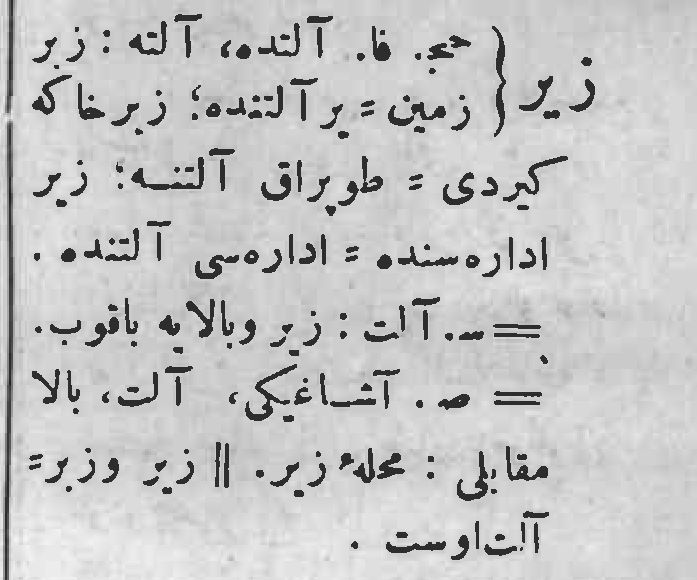 زیر { حج. فا. آلتده، آلته : زیر
زمین = یر آلتنده؛ زیر خاکه
کیردی = طوپراق آلتنه؛ زیر
اداره‌سنده = اداره‌سی آلتنده .
= س. آلت : زیر وبالایه باقوب.
= ص. آشاغیکی، آلت، بالا
مقابلی : محلهٔ زیر. || زیر وزبر=
آلت‌اوست .